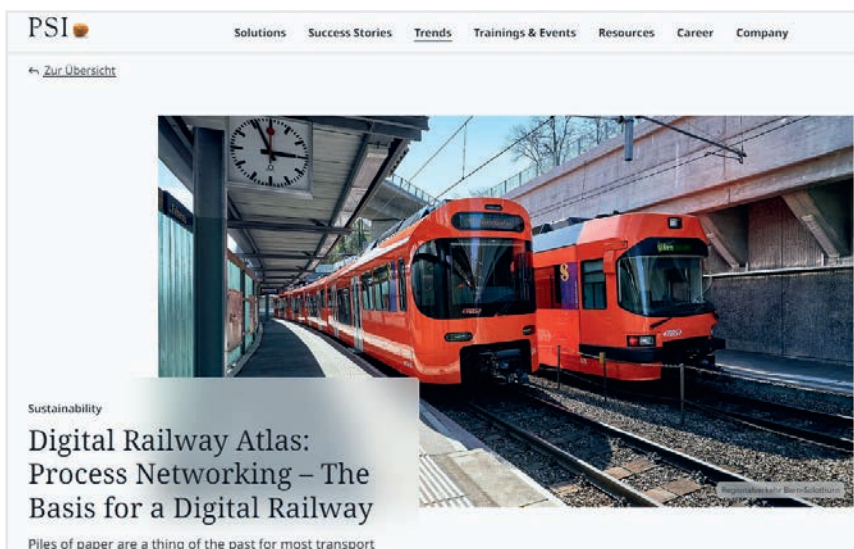 PSI
Solutions Success Stories Trends Trainings & Events Resources Career Company
Zur Übersicht
Regionalverkehr Bern-Solothurn
Sustainability
Digital Railway Atlas:
Process Networking – The
Basis for a Digital Railway
Piles of paper are a thing of the past for most transport